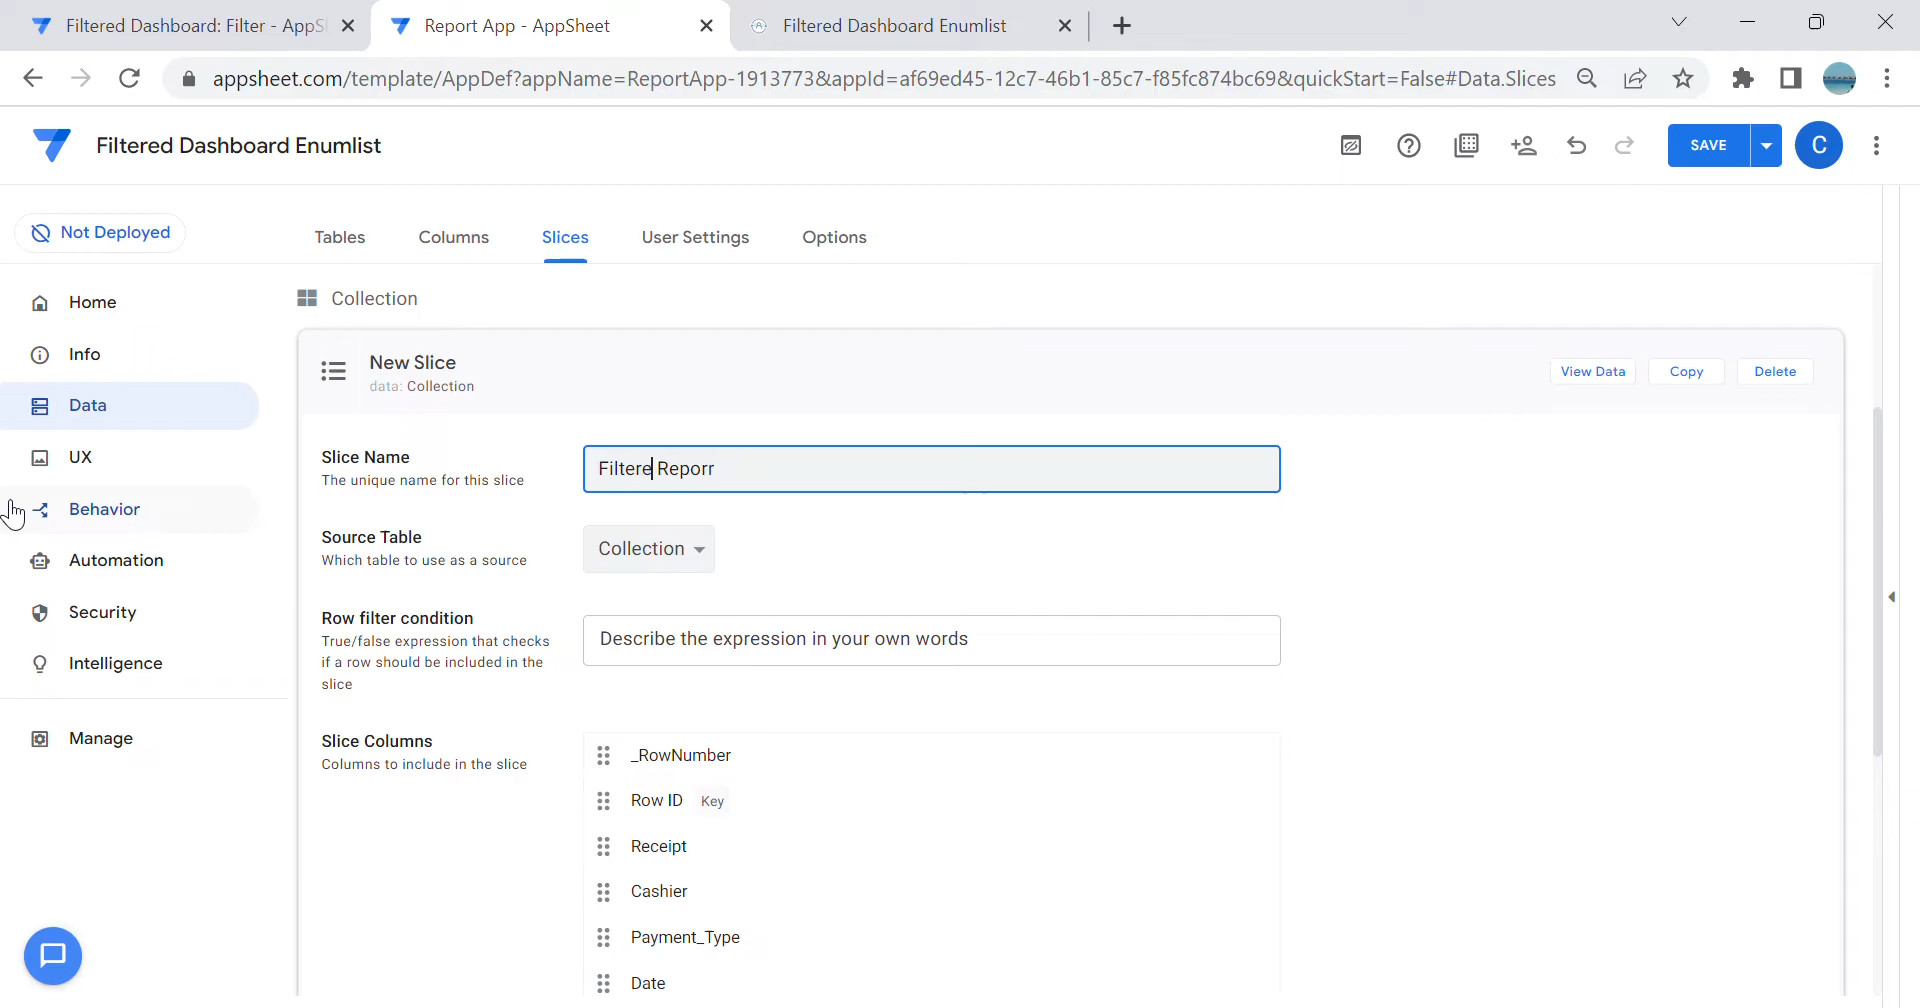 Filtered Dashboard: Filter - AppS
Report App - AppSheet
Filtered Dashboard Enumlist
appsheet.com/template/AppDef?appName=ReportApp-1913773&appId=af69ed45-12c7-46b1-85c7-f85fc874bc69&quickStart=False#Data.Slices
Filtered Dashboard Enumlist
SAVE
C
Not Deployed
Tables
Columns
Slices
User Settings
Options
Home
Info
Data
UX
Behavior
Automation
Security
Intelligence
Manage
Collection
New Slice
data: Collection
View Data
Copy
Delete
Slice Name
The unique name for this slice
Filtere Reporr
Source Table
Which table to use as a source
Collection
Row filter condition
True/false expression that checks
if a row should be included in the
slice
Describe the expression in your own words
Slice Columns
Columns to include in the slice
_RowNumber
Row ID Key
Receipt
Cashier
Payment_Type
Date